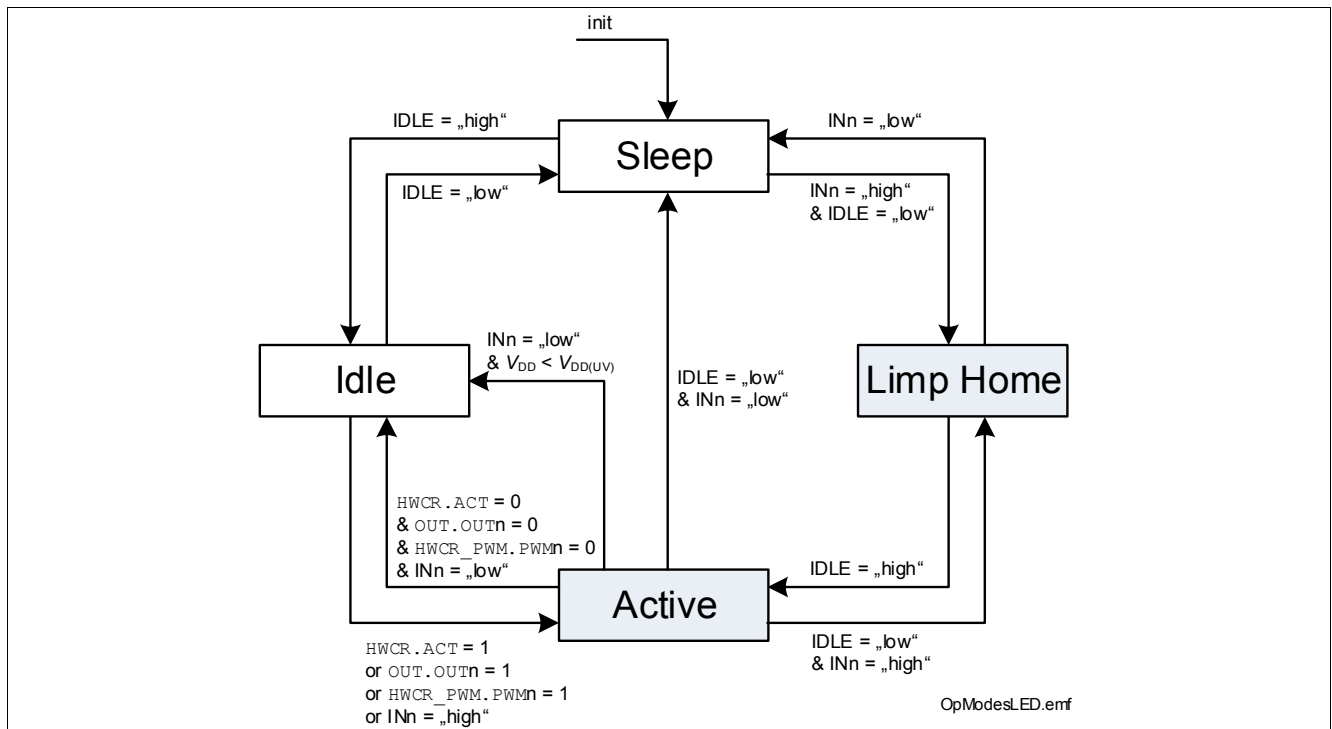 init
IDLE = „high“
INn = „low“
Sleep
IDLE = „low“
INn = „high“
& IDLE = „low“
INn = „low“
& VDD < VDD(UV)
Idle
IDLE = „low“
& INn = „low“
Limp Home
HWCR.ACT = 0
& OUT.OUTn = 0
& HWCR_PWM.PWMn = 0
& INn = „low“
IDLE = „high“
Active
HWCR.ACT = 1
or OUT.OUTn = 1
or HWCR_PWM.PWMn = 1
or INn = „high“
IDLE = „low“
& INn = „high“
OpModesLED.emf